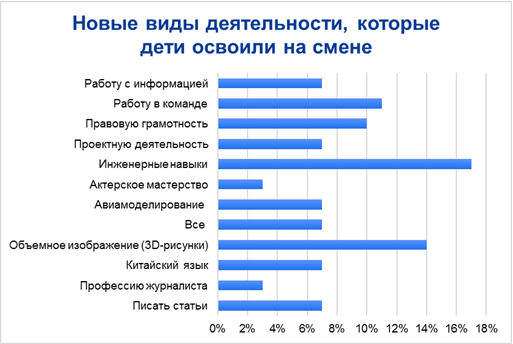 Новые виды деятельности, которые
дети освоили на смене
Работу с информацией
Работу в команде
Правовую грамотность
Проектную деятельность
Инженерные навыки
Актерское мастерство
Авиамоделирование
Все
Объемное изображение (3D-рисунки)
Китайский язык
Профессию журналиста
Писать статьи
0% 2% 4% 6% 8% 10% 12% 14% 16% 18%